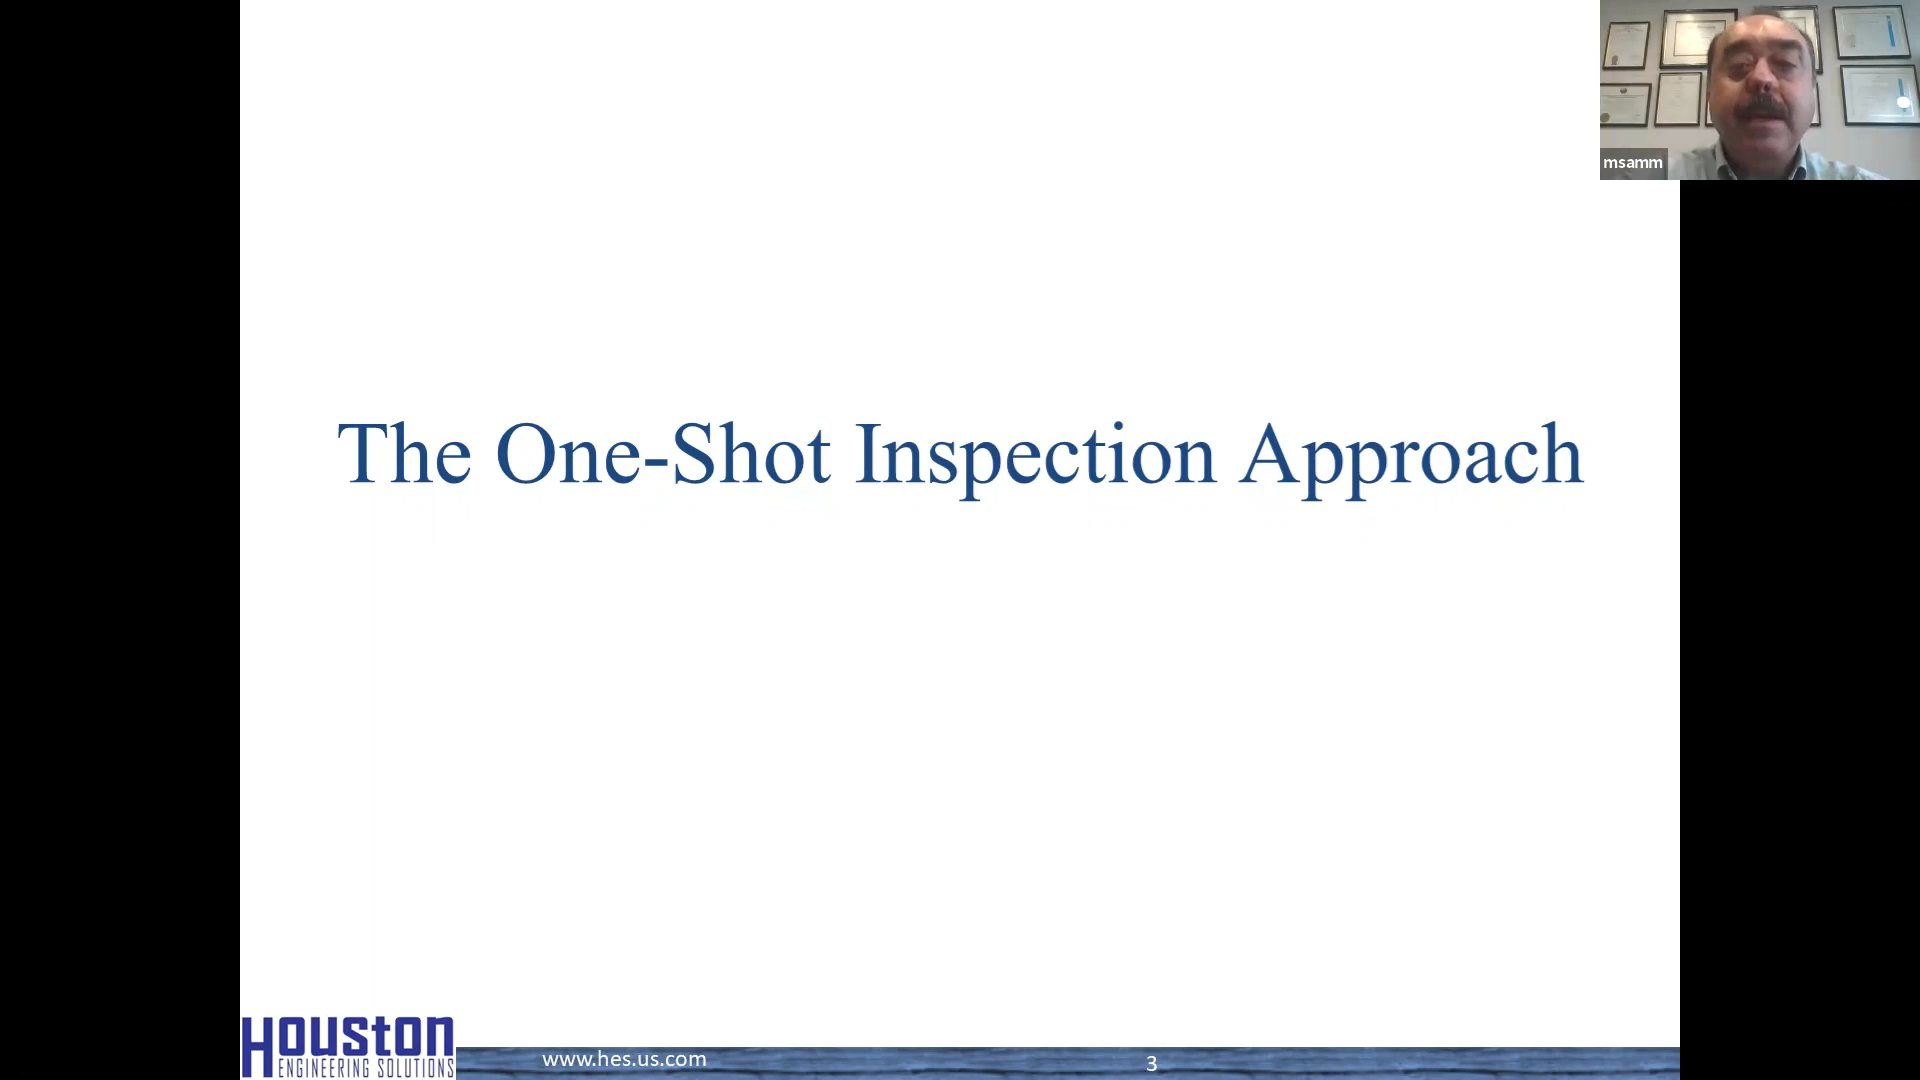 msamm
The One-Shot Inspection Approach
Houston
ENGINEERING SOLUTIONS
www.hes.us.com
3